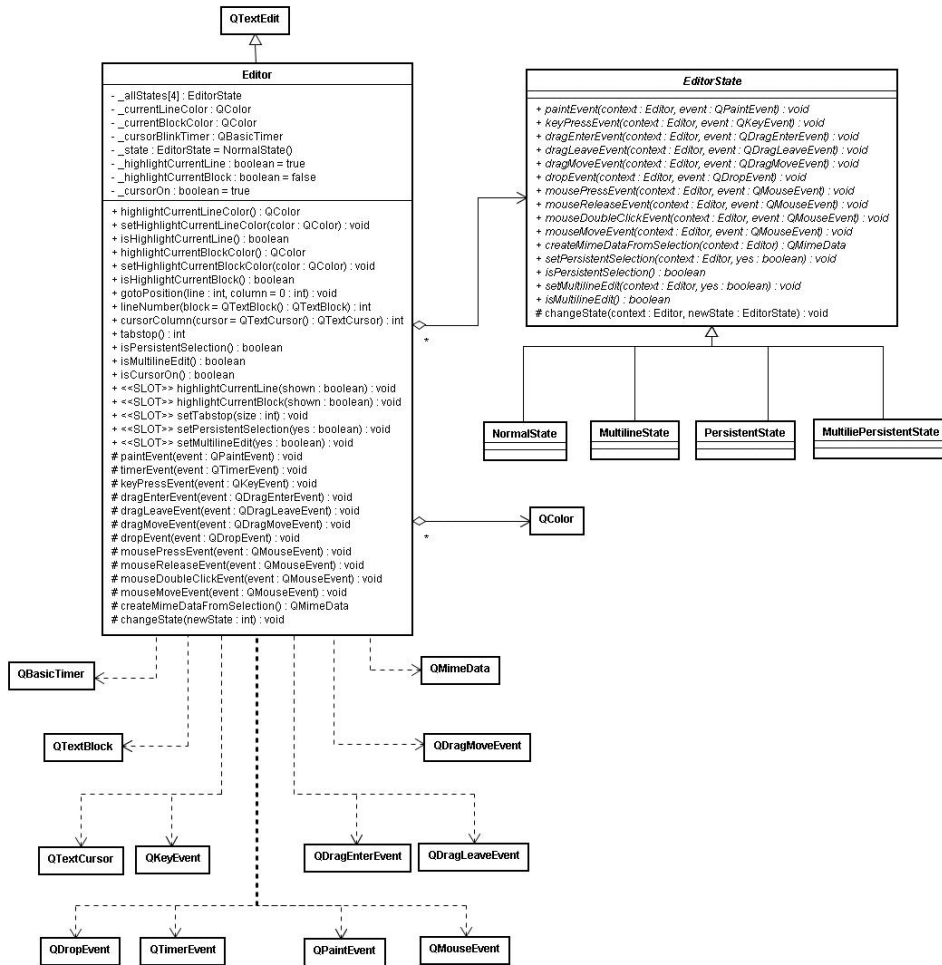 QTextEdit
Editor
- _allStates[4] : EditorState
- _currentLineColor : QColor
- _currentBlockColor : QColor
- _cursorBlinkTimer : QBasicTimer
- _state : EditorState = NormalState()
- _highlightCurrentLine : boolean = true
- _highlightCurrentBlock : boolean = false
- _cursorOn : boolean = true
+ highlightCurrentLineColor() : QColor
+ setHighlightCurrentLineColor(color : QColor) : void
+ isHighlightCurrentLine() : boolean
+ highlightCurrentBlockColor() : QColor
+ setHighlightCurrentBlockColor(color : QColor) : void
+ isHighlightCurrentBlock() : boolean
+ gotoPosition(line : int, column = 0 : int) : void
+ lineNumber(block = QTextBlock() : QTextBlock) : int
+ cursorColumn(cursor = QTextCursor() : QTextCursor) : int
+ tabstop() : int
+ isPersistentSelection() : boolean
+ isMultilineEdit() : boolean
+ isCursorOn() : boolean
+ <<SLOT>> highlightCurrentLine(shown : boolean) : void
+ <<SLOT>> highlightCurrentBlock(shown : boolean) : void
+ <<SLOT>> setTabstop(size : int) : void
+ <<SLOT>> setPersistentSelection(yes : boolean) : void
+ <<SLOT>> setMultilineEdit(yes : boolean) : void
# paintEvent(event : QPaintEvent) : void
# timerEvent(event : QTimerEvent) : void
# keyPressEvent(event : QKeyEvent) : void
# dragEnterEvent(event : QDragEnterEvent) : void
# dragLeaveEvent(event : QDragLeaveEvent) : void
# dragMoveEvent(event : QDragMoveEvent) : void
# dropEvent(event : QDropEvent) : void
# mousePressEvent(event : QMouseEvent) : void
# mouseReleaseEvent(event : QMouseEvent) : void
# mouseDoubleClickEvent(event : QMouseEvent) : void
# mouseMoveEvent(event : QMouseEvent) : void
# createMimeDataFromSelection() : QMimeData
# changeState(newState : int) : void
EditorState
+ paintEvent(context : Editor, event : QPaintEvent) : void
+ keyPressEvent(context : Editor, event : QKeyEvent) : void
+ dragEnterEvent(context : Editor, event : QDragEnterEvent) : void
+ dragLeaveEvent(context : Editor, event : QDragLeaveEvent) : void
+ dragMoveEvent(context : Editor, event : QDragMoveEvent) : void
+ dropEvent(context : Editor, event : QDropEvent) : void
+ mousePressEvent(context : Editor, event : QMouseEvent) : void
+ mouseReleaseEvent(context : Editor, event : QMouseEvent) : void
+ mouseDoubleClickEvent(context : Editor, event : QMouseEvent) : void
+ mouseMoveEvent(context : Editor, event : QMouseEvent) : void
+ createMimeDataFromSelection(context : Editor) : QMimeData
+ setPersistentSelection(context : Editor, yes : boolean) : void
+ isPersistentSelection() : boolean
+ setMultilineEdit(context : Editor, yes : boolean) : void
+ isMultilineEdit() : boolean
# changeState(context : Editor, newState : EditorState) : void
*
NormalState
MultilineState
PersistentState
MultiliePersistentState
QColor
*
QBasicTimer
QMimeData
QTextBlock
QDragMoveEvent
QTextCursor
QKeyEvent
QDragEnterEvent
QDragLeaveEvent
QDropEvent
QTimerEvent
QPaintEvent
QMouseEvent